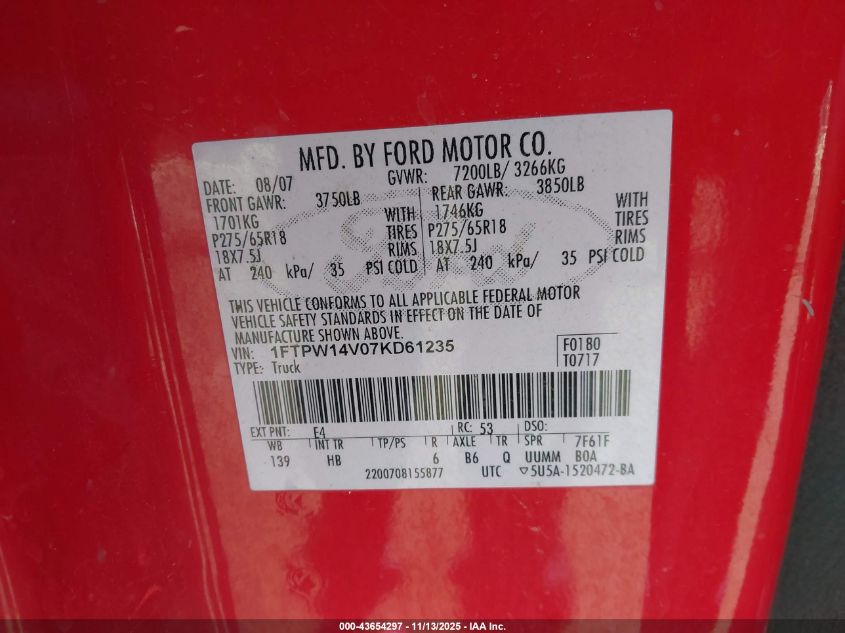 MFD. BY FORD MOTOR CO.
DATE: 08/07 GVWR: 7200LB/ 3266KG
FRONT GAWR: 3750LB REAR GAWR: 3850LB
1701KG WITH 1746KG WITH
P275/65R18 TIRES P275/65R18 TIRES
18X7.5J RIMS 18X7.5J RIMS
AT 240 kPa/ 35 PSI COLD AT 240 kPa/ 35 PSI COLD
THIS VEHICLE CONFORMS TO ALL APPLICABLE FEDERAL MOTOR
VEHICLE SAFETY STANDARDS IN EFFECT ON THE DATE OF
MANUFACTURE SHOWN ABOVE.
VIN: 1FTPW14V07KD61235 F0180
TYPE: Truck T0717
EXT PNT: E4 RC: 53 DSO:
WB INT TR TP/PS R AXLE TR SPR 7F61F
139 HB 6 B6 Q UUMM BOA
2200708155877 UTC ▽5U5A-1520472-BA
000-43654297 - 11/13/2025 - IAA Inc.